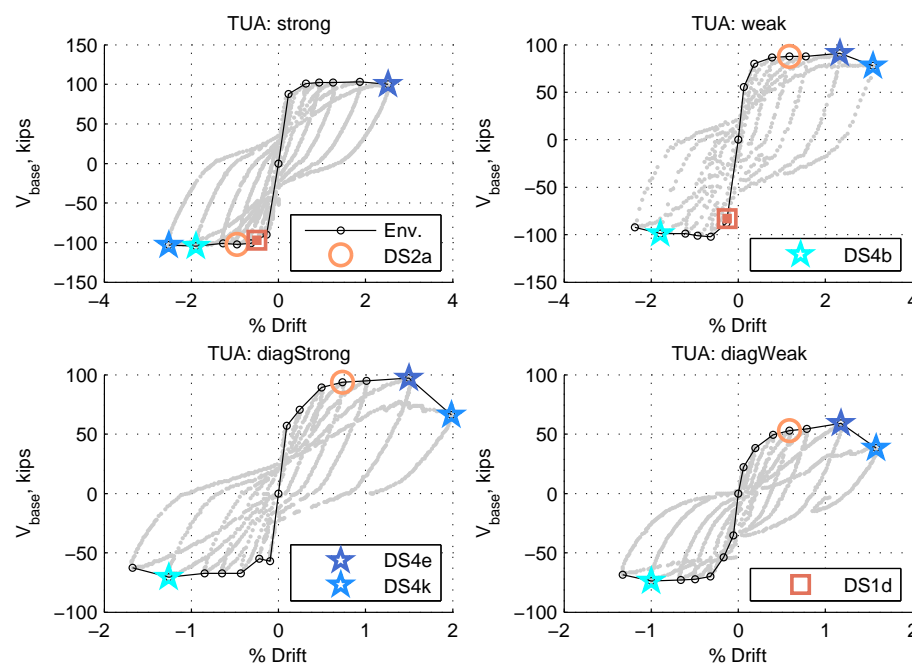 TUA: strong
150
100
50
0
−50
−100
−150
V_base, kips
−4 −2 0 2 4
% Drift
Env.
DS2a
TUA: weak
100
50
0
−50
−100
−150
V_base, kips
−4 −2 0 2 4
% Drift
DS4b
TUA: diagStrong
100
50
0
−50
−100
V_base, kips
−2 −1 0 1 2
% Drift
DS4e
DS4k
TUA: diagWeak
100
50
0
−50
−100
V_base, kips
−2 −1 0 1 2
% Drift
DS1d